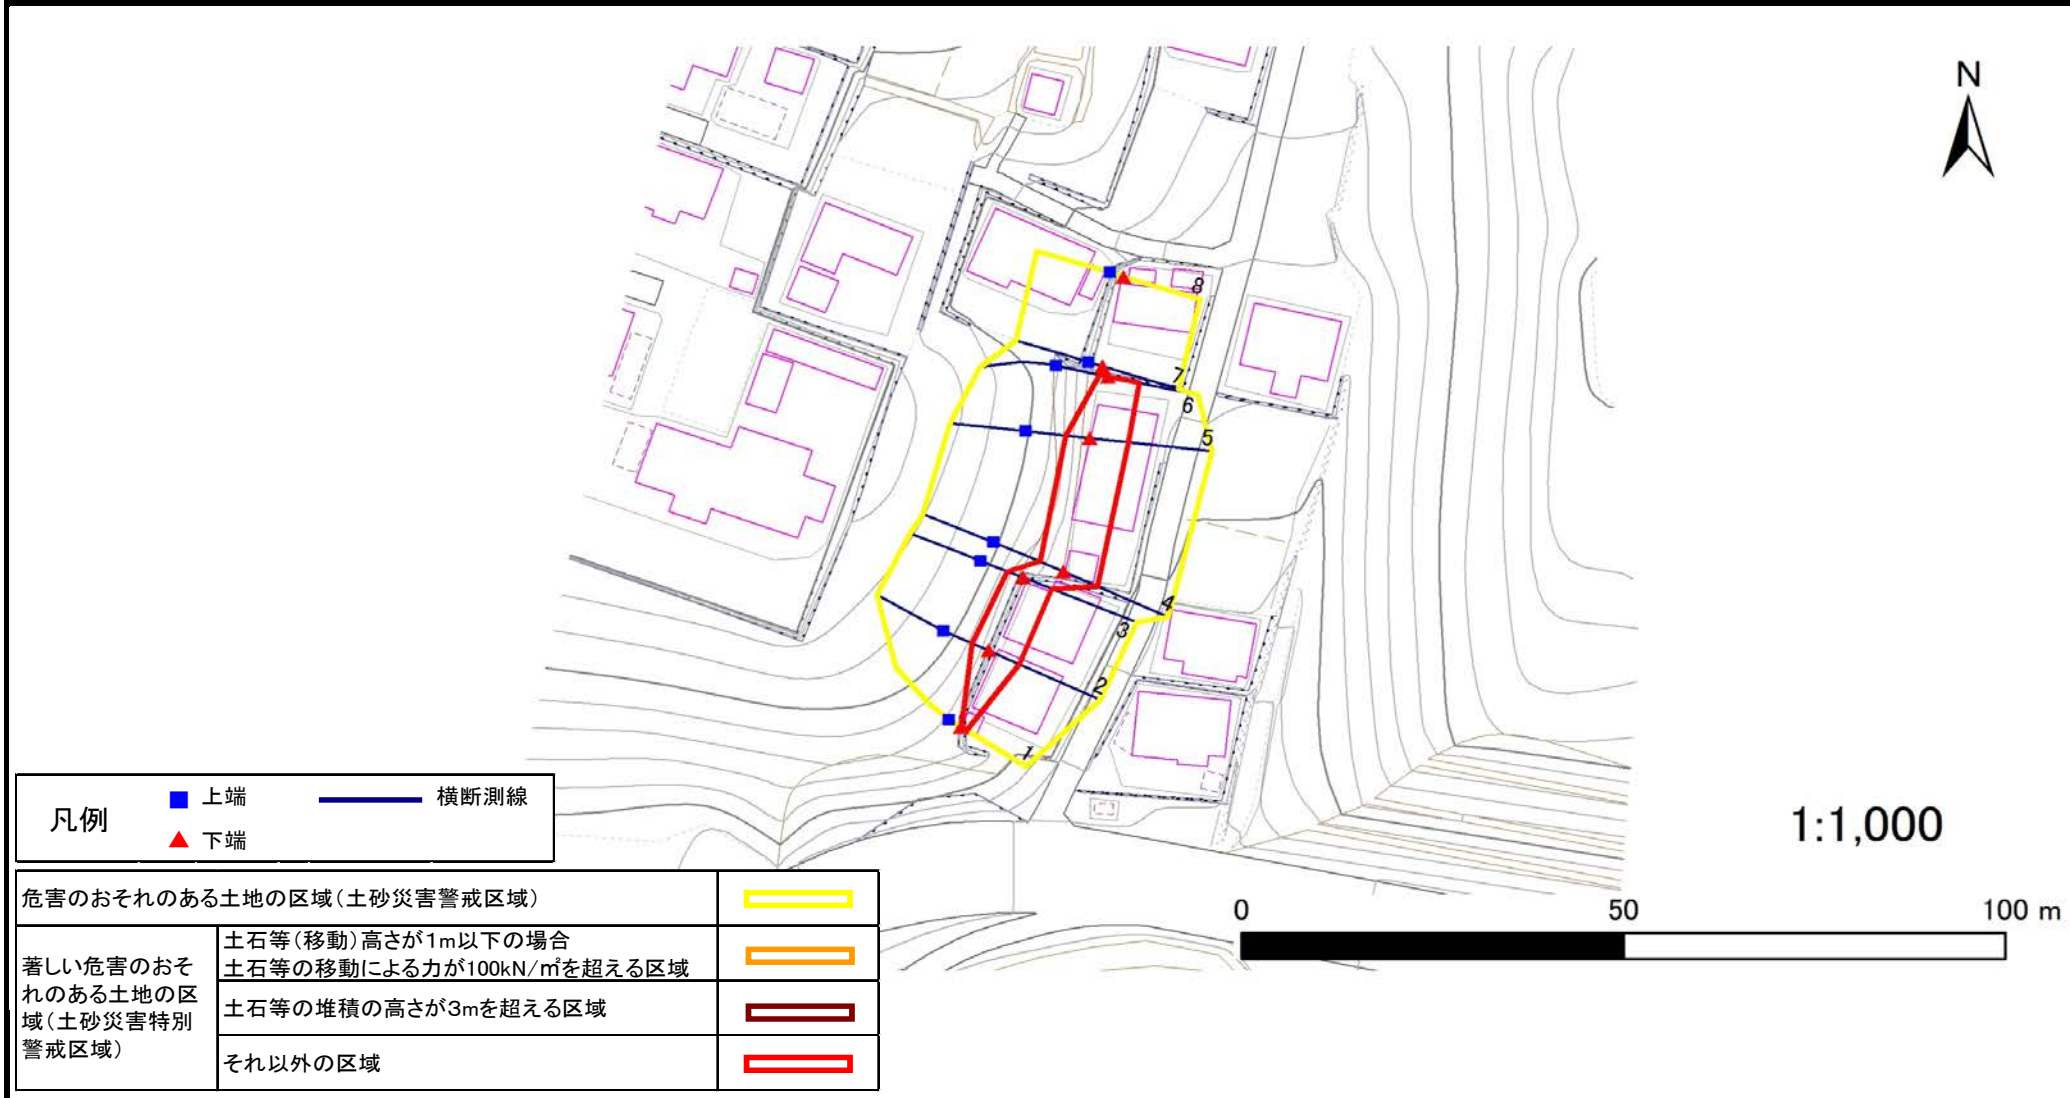 N
8
7
6
5
4
3
2
1
凡例
上端
横断測線
下端
1:1,000
0
50
100 m
危害のおそれのある土地の区域(土砂災害警戒区域)
著しい危害のおそ
れのある土地の区
域(土砂災害特別
警戒区域)
土石等(移動)高さが1m以下の場合
土石等の移動による力が100kN/㎡を超える区域
土石等の堆積の高さが3mを超える区域
それ以外の区域